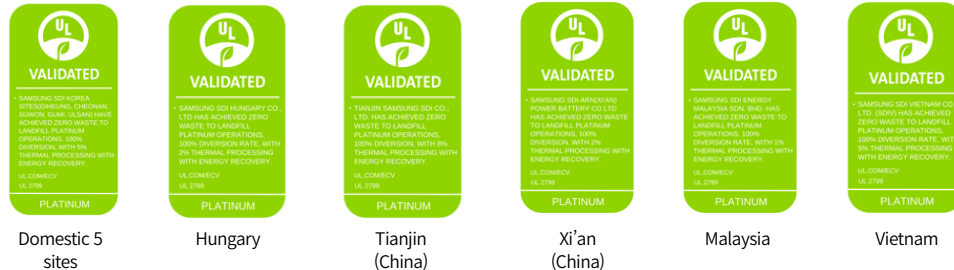 UL
VALIDATED
• SAMSUNG SDI KOREA
SITES(GIHEUNG, CHEONAN,
SUWON, GUMI, ULSAN) HAVE
ACHIEVED ZERO WASTE TO
LANDFILL PLATINUM
OPERATIONS, 100%
DIVERSION, WITH 5%
THERMAL PROCESSING WITH
ENERGY RECOVERY.
UL.COM/ECV
UL 2799
PLATINUM
Domestic 5
sites
UL
VALIDATED
• SAMSUNG SDI HUNGARY CO.,
LTD HAS ACHIEVED ZERO
WASTE TO LANDFILL
PLATINUM OPERATIONS,
100% DIVERSION RATE, WITH
2% THERMAL PROCESSING
WITH ENERGY RECOVERY.
UL.COM/ECV
UL 2799
PLATINUM
Hungary
UL
VALIDATED
• TIANJIN SAMSUNG SDI CO.,
LTD. HAS ACHIEVED ZERO
WASTE TO LANDFILL
PLATINUM OPERATIONS,
100% DIVERSION, WITH 8%
THERMAL PROCESSING WITH
ENERGY RECOVERY.
UL.COM/ECV
UL 2799
PLATINUM
Tianjin
(China)
UL
VALIDATED
• SAMSUNG SDI-ARN(XI'AN)
POWER BATTERY CO LTD
HAS ACHIEVED ZERO WASTE
TO LANDFILL PLATINUM
OPERATIONS, 100%
DIVERSION, WITH 2%
THERMAL PROCESSING WITH
ENERGY RECOVERY.
UL.COM/ECV
UL 2799
PLATINUM
Xi’an
(China)
UL
VALIDATED
• SAMSUNG SDI ENERGY
MALAYSIA SDN. BHD. HAS
ACHIEVED ZERO WASTE TO
LANDFILL PLATINUM
OPERATIONS, 100%
DIVERSION, WITH 1%
THERMAL PROCESSING WITH
ENERGY RECOVERY.
UL.COM/ECV
UL 2799
PLATINUM
Malaysia
UL
VALIDATED
• SAMSUNG SDI VIETNAM CO.,
LTD. (SDIV) HAS ACHIEVED
ZERO WASTE TO LANDFILL
PLATINUM OPERATIONS,
100% DIVERSION RATE, WIT
5% THERMAL PROCESSING
WITH ENERGY RECOVERY.
UL.COM/ECV
UL 2799
PLATINUM
Vietnam